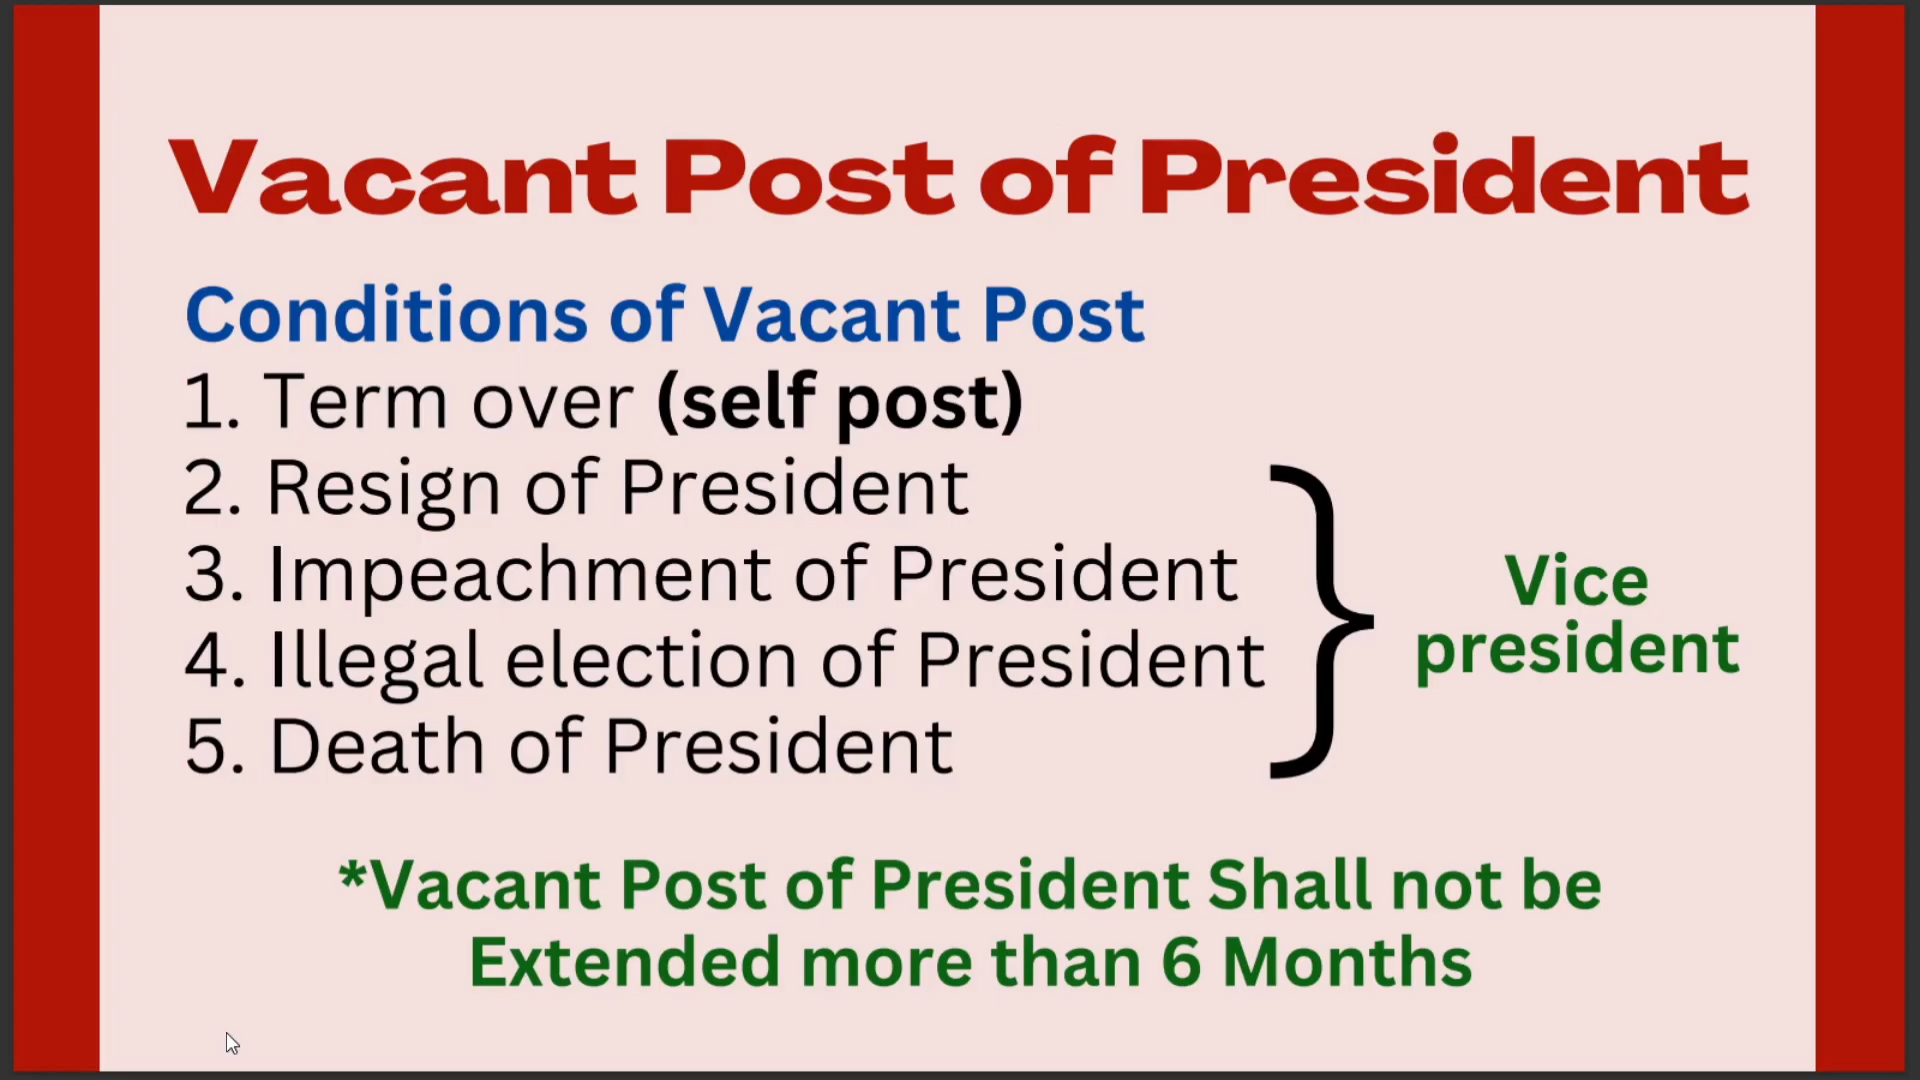 Vacant Post of President
Conditions of Vacant Post
1. Term over (self post)
2. Resign of President
3. Impeachment of President
4. Illegal election of President
5. Death of President
Vice
president
*Vacant Post of President Shall not be
Extended more than 6 Months